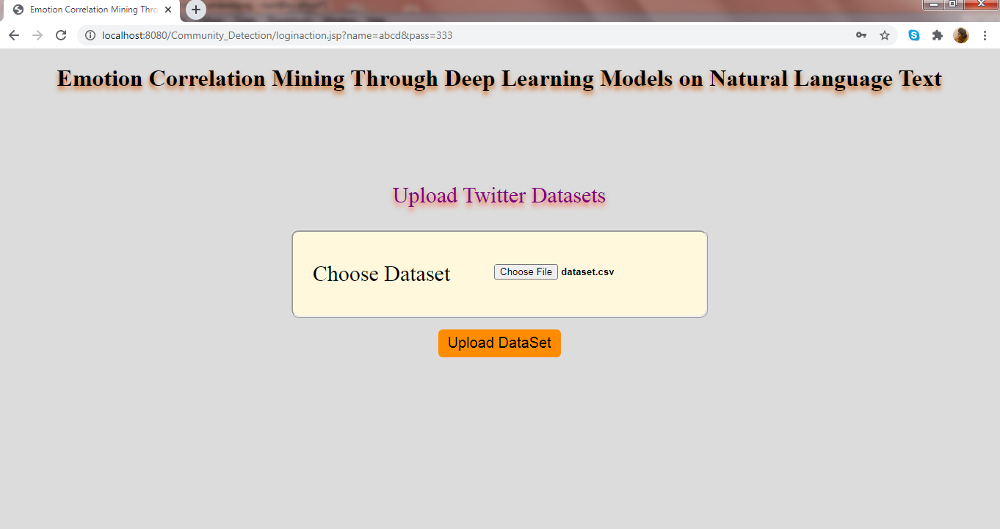 Emotion Correlation Mining Thro
localhost:8080/Community_Detection/loginaction.jsp?name=abcd&pass=333
Emotion Correlation Mining Through Deep Learning Models on Natural Language Text
Upload Twitter Datasets
Choose Dataset Choose File dataset.csv
Upload DataSet